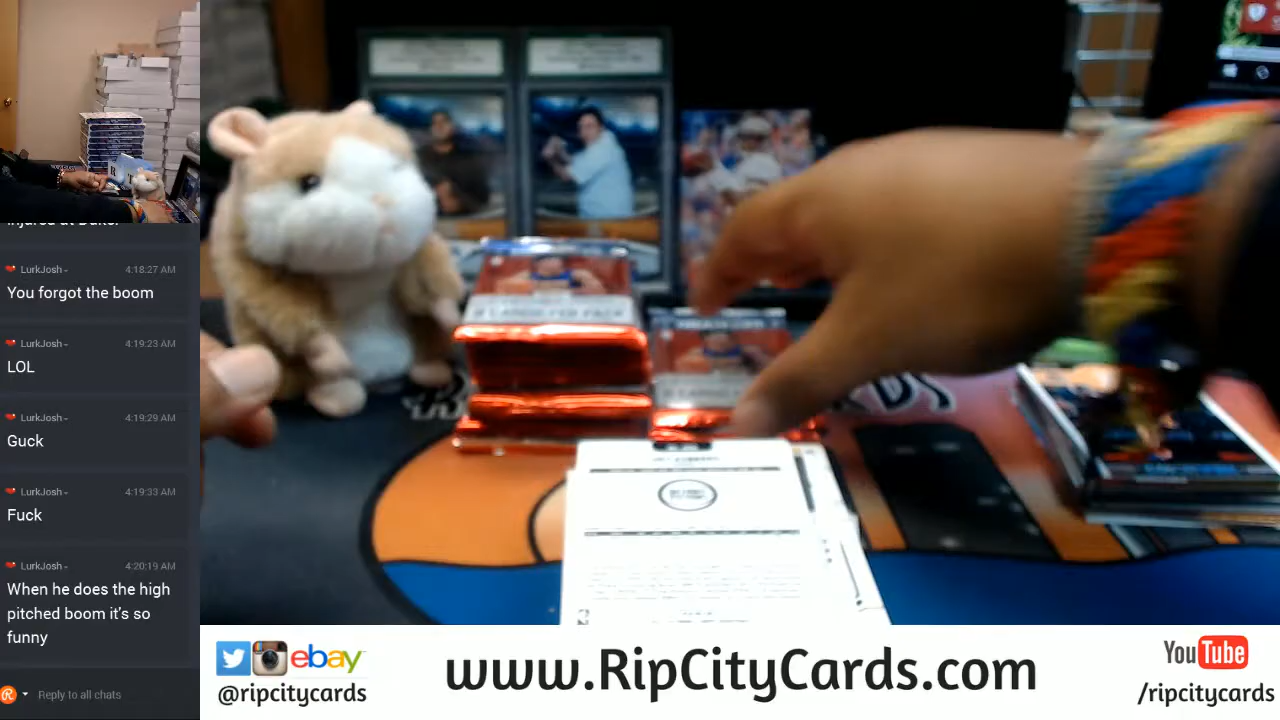 LurkJosh- 4:18:27 AM
You forgot the boom
LurkJosh- 4:19:23 AM
LOL
LurkJosh- 4:19:29 AM
Guck
LurkJosh- 4:19:33 AM
Fuck
LurkJosh- 4:20:19 AM
When he does the high
pitched boom it's so
funny
Reply to all chats
ebay
@ripcitycards
www.RipCityCards.com
YouTube
/ripcitycards